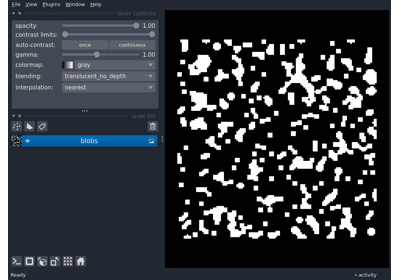 File View Plugins Window Help
layer controls
opacity: 1.00
contrast limits:
auto-contrast: once continuous
gamma: 1.00
colormap: gray
blending: translucent_no_depth
interpolation: nearest
layer list
blobs
Ready activity